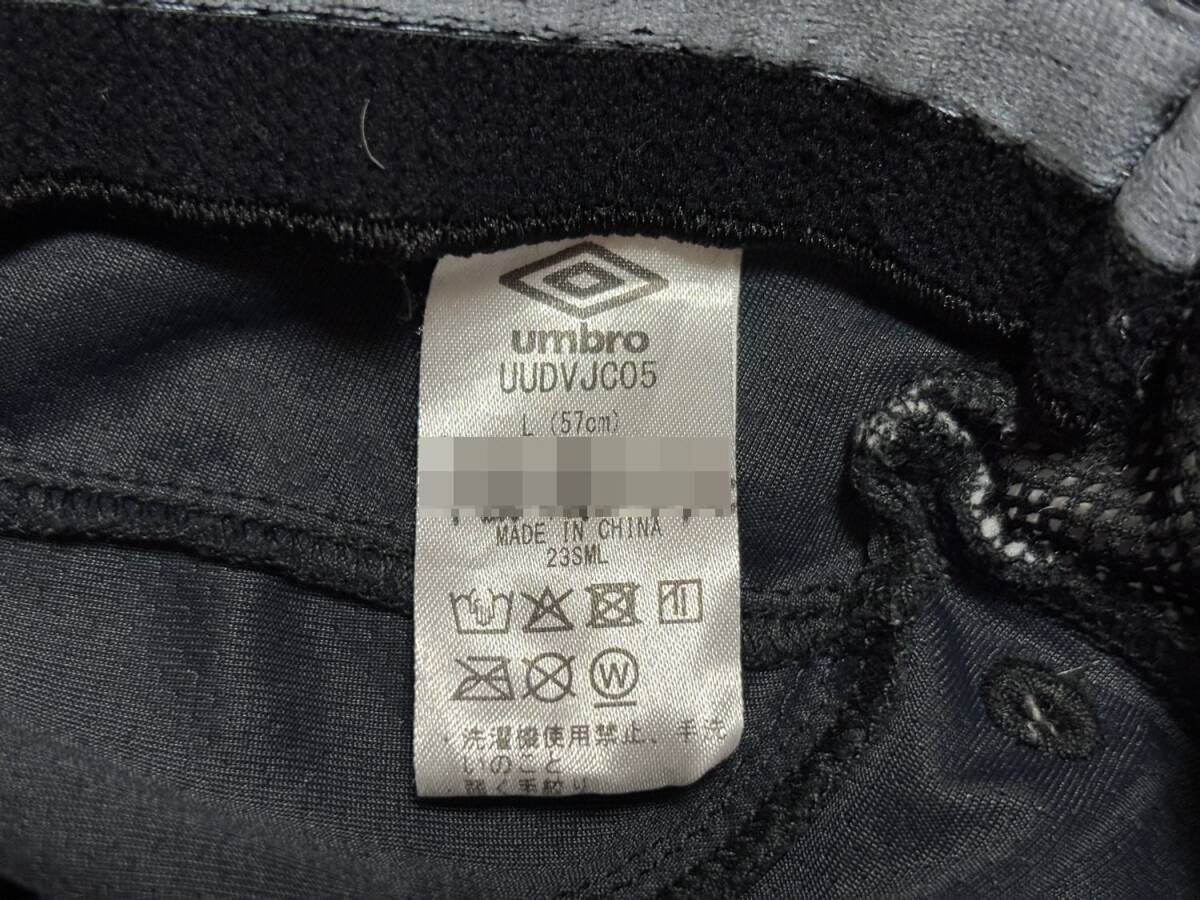 umbro
UUDVJC05
L (57cm)
MADE IN CHINA
23SML
W
・洗濯機使用禁止、手洗
いのこと
軽く手絞り